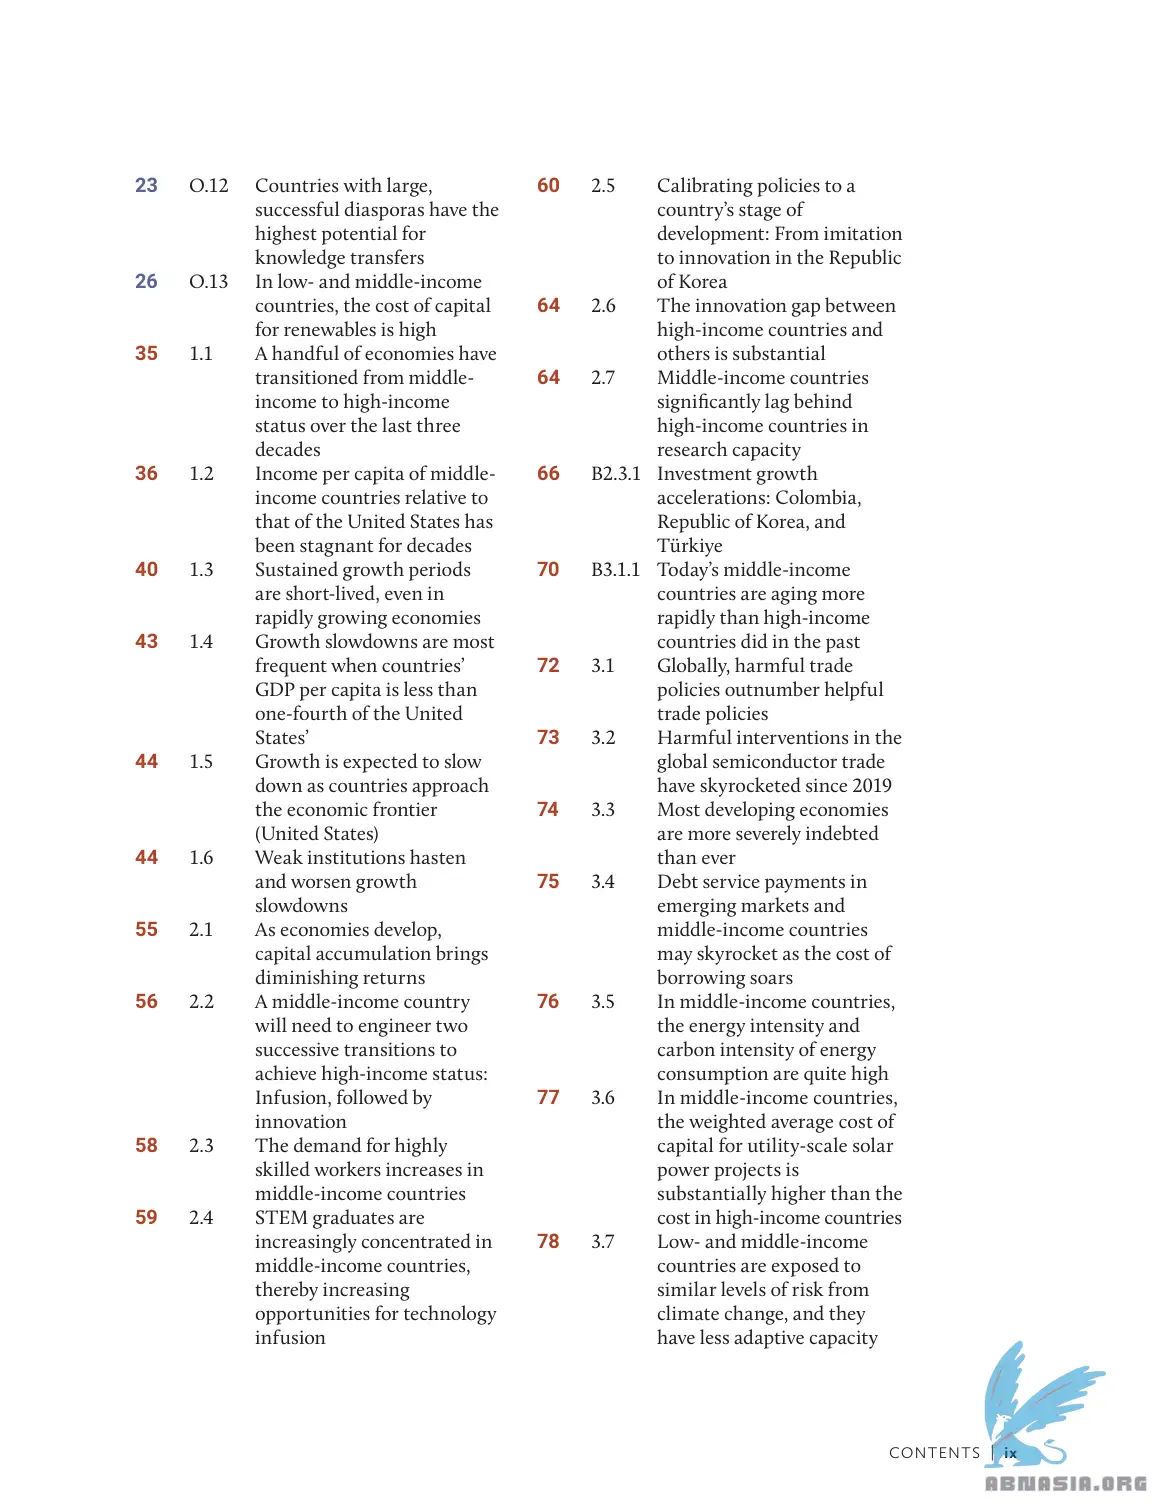 23 O.12 Countries with large,
successful diasporas have the
highest potential for
knowledge transfers
26 O.13 In low- and middle-income
countries, the cost of capital
for renewables is high
35 1.1 A handful of economies have
transitioned from middle-
income to high-income
status over the last three
decades
36 1.2 Income per capita of middle-
income countries relative to
that of the United States has
been stagnant for decades
40 1.3 Sustained growth periods
are short-lived, even in
rapidly growing economies
43 1.4 Growth slowdowns are most
frequent when countries’
GDP per capita is less than
one-fourth of the United
States’
44 1.5 Growth is expected to slow
down as countries approach
the economic frontier
(United States)
44 1.6 Weak institutions hasten
and worsen growth
slowdowns
55 2.1 As economies develop,
capital accumulation brings
diminishing returns
56 2.2 A middle-income country
will need to engineer two
successive transitions to
achieve high-income status:
Infusion, followed by
innovation
58 2.3 The demand for highly
skilled workers increases in
middle-income countries
59 2.4 STEM graduates are
increasingly concentrated in
middle-income countries,
thereby increasing
opportunities for technology
infusion
60 2.5 Calibrating policies to a
country’s stage of
development: From imitation
to innovation in the Republic
of Korea
64 2.6 The innovation gap between
high-income countries and
others is substantial
64 2.7 Middle-income countries
significantly lag behind
high-income countries in
research capacity
66 B2.3.1 Investment growth
accelerations: Colombia,
Republic of Korea, and
Türkiye
70 B3.1.1 Today’s middle-income
countries are aging more
rapidly than high-income
countries did in the past
72 3.1 Globally, harmful trade
policies outnumber helpful
trade policies
73 3.2 Harmful interventions in the
global semiconductor trade
have skyrocketed since 2019
74 3.3 Most developing economies
are more severely indebted
than ever
75 3.4 Debt service payments in
emerging markets and
middle-income countries
may skyrocket as the cost of
borrowing soars
76 3.5 In middle-income countries,
the energy intensity and
carbon intensity of energy
consumption are quite high
77 3.6 In middle-income countries,
the weighted average cost of
capital for utility-scale solar
power projects is
substantially higher than the
cost in high-income countries
78 3.7 Low- and middle-income
countries are exposed to
similar levels of risk from
climate change, and they
have less adaptive capacity
CONTENTS | ix
ABNASIA.ORG